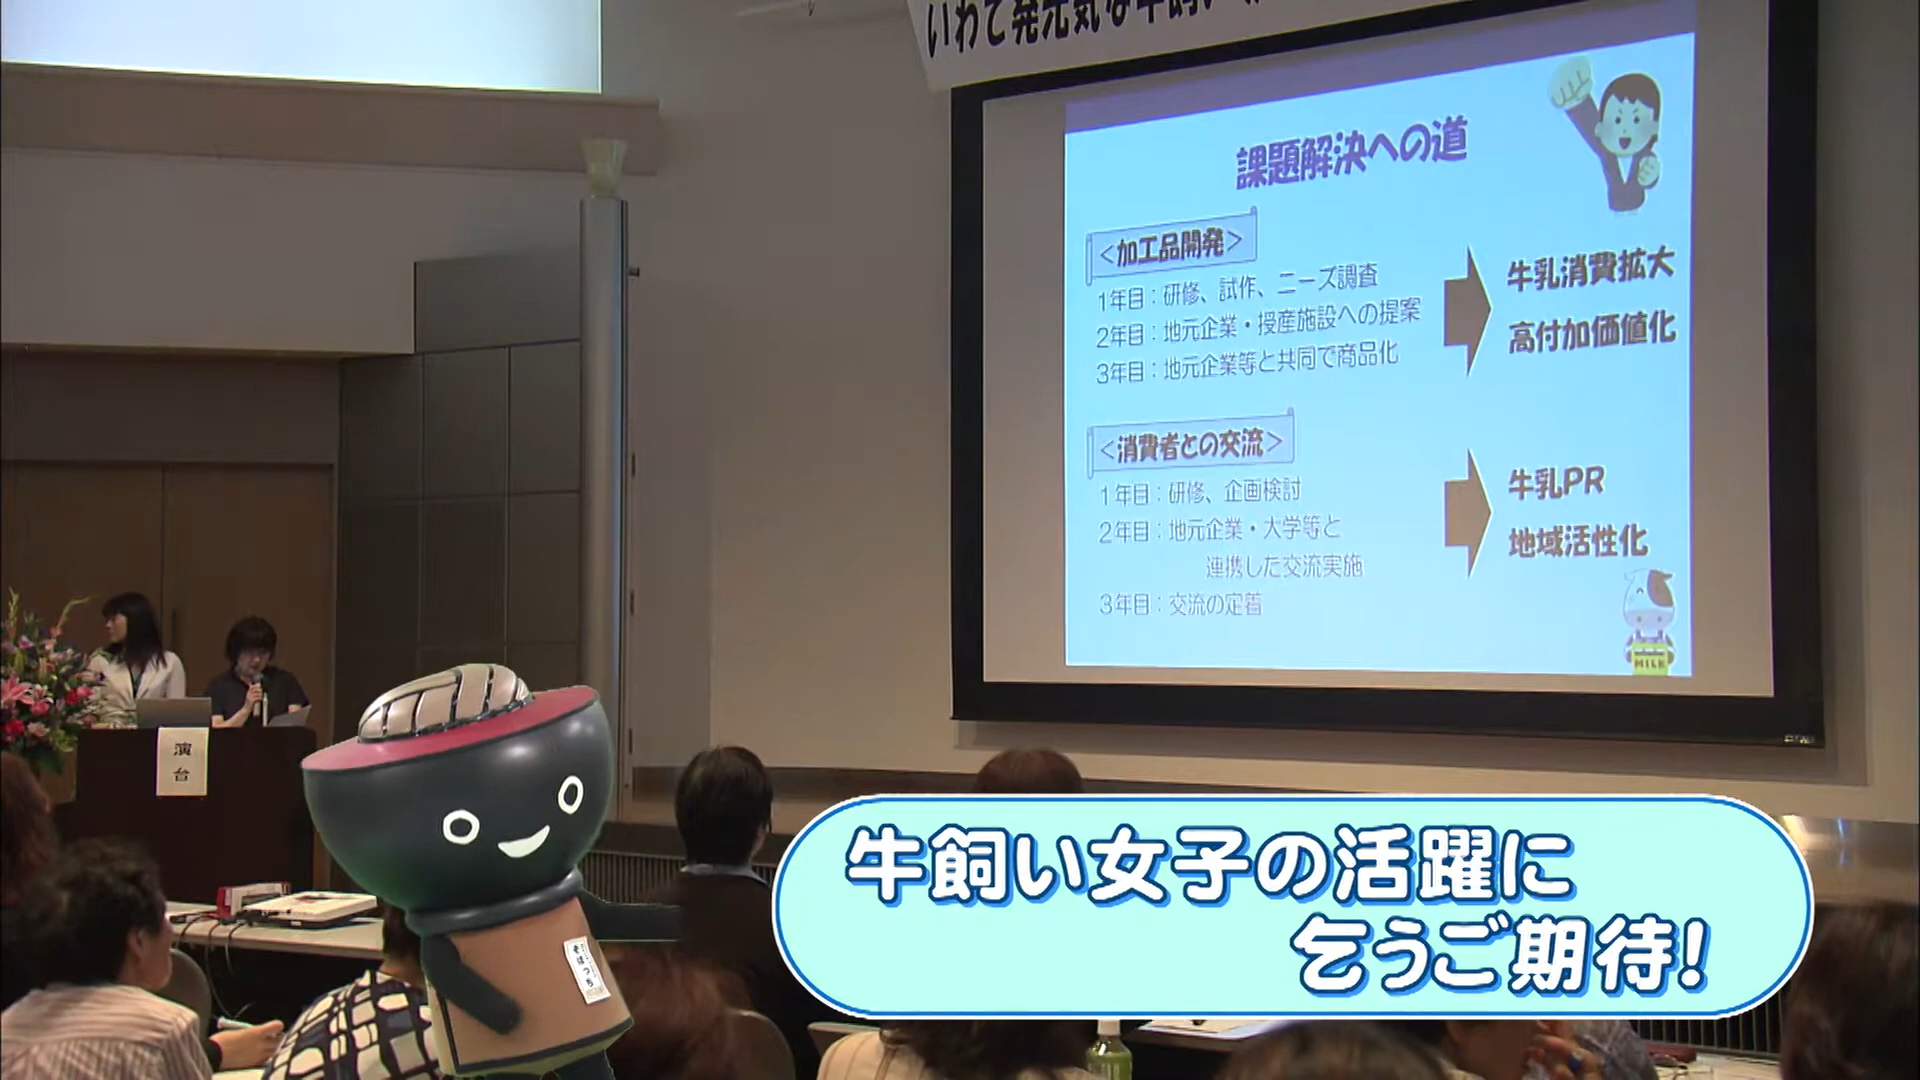 いわて発元気な牛飼い
課題解決への道
<加工品開発>
1年目：研修、試作、ニーズ調査
2年目：地元企業・授産施設への提案
3年目：地元企業等と共同で商品化
牛乳消費拡大
高付加価値化
<消費者との交流>
1年目：研修、企画検討
2年目：地元企業・大学等と
連携した交流実施
3年目：交流の定着
牛乳PR
地域活性化
MILK
演台
そばっち
牛飼い女子の活躍に
乞うご期待！